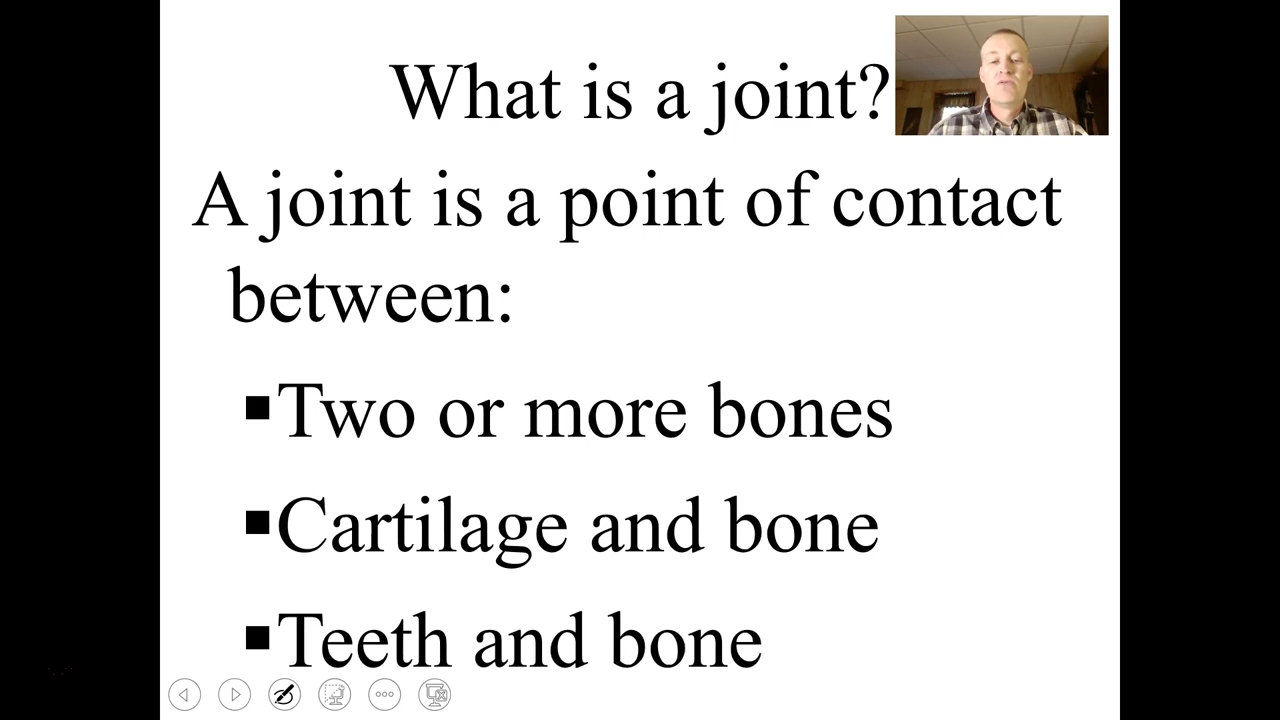 What is a joint?
A joint is a point of contact
between:
▪Two or more bones
▪Cartilage and bone
▪Teeth and bone